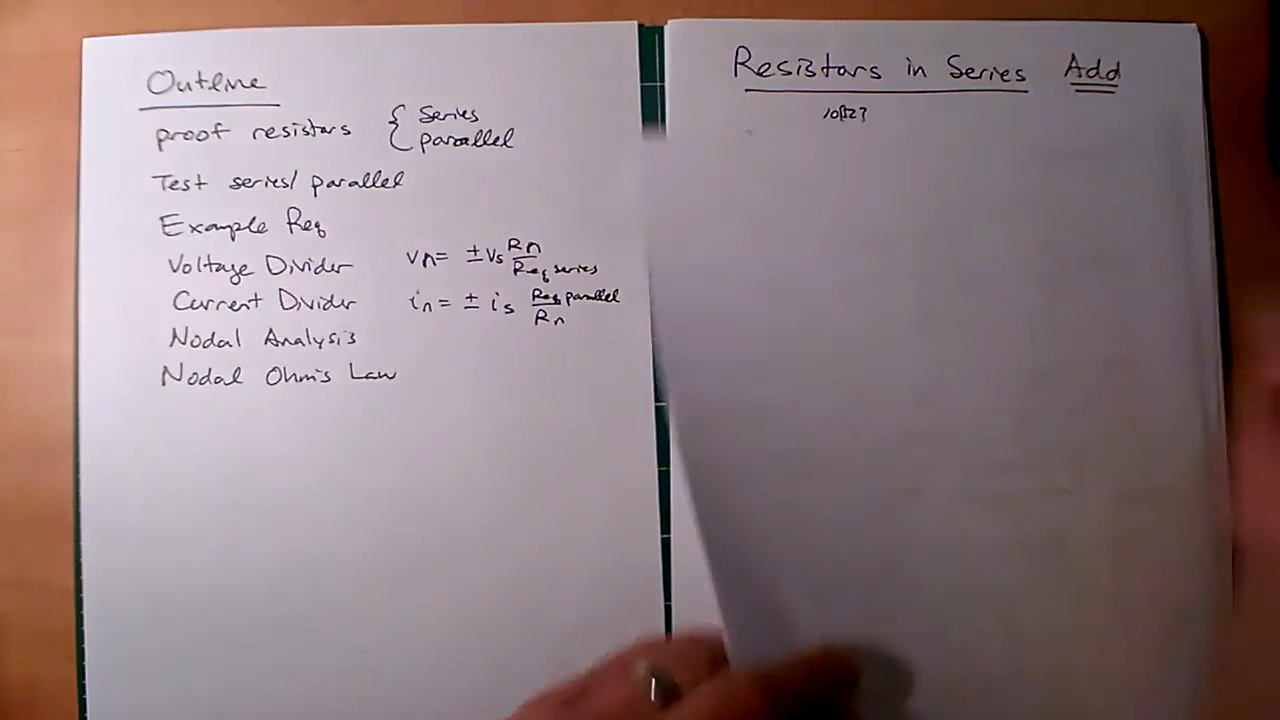 Outline
proof resistors { Series
parallel
Test series/ parallel
Example Req
Voltage Divider vn= ±vs Rn/Req series
Current Divider in= ± is Req parallel/Rn
Nodal Analysis
Nodal Ohm's Law
Resistors in Series Add